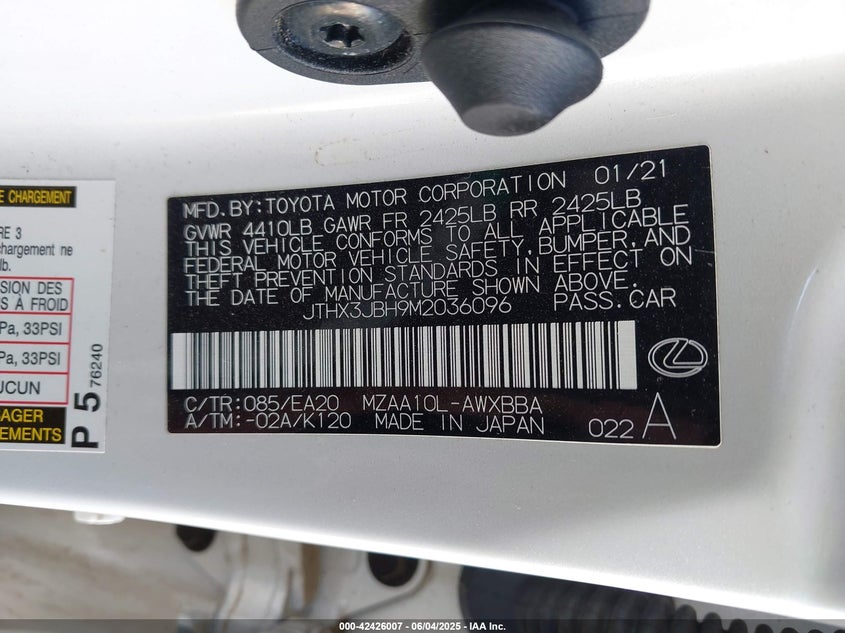 E CHARGEMENT
RE 3
chargement ne
lb.
SION DES
S À FROID
Pa, 33PSI
Pa, 33PSI
UCUN
AGER
EMENTS
P 5 76240
MFD. BY: TOYOTA MOTOR CORPORATION 01/21
GVWR 4410LB GAWR FR 2425LB RR 2425LB
THIS VEHICLE CONFORMS TO ALL APPLICABLE
FEDERAL MOTOR VEHICLE SAFETY, BUMPER, AND
THEFT PREVENTION STANDARDS IN EFFECT ON
THE DATE OF MANUFACTURE SHOWN ABOVE.
JTHX3JBH9M2036096 PASS. CAR
C/TR: 085/EA20 MZAA10L-AWXBBA
A/TM: -02A/K120 MADE IN JAPAN 022 A
000-42426007 - 06/04/2025 - IAA Inc.